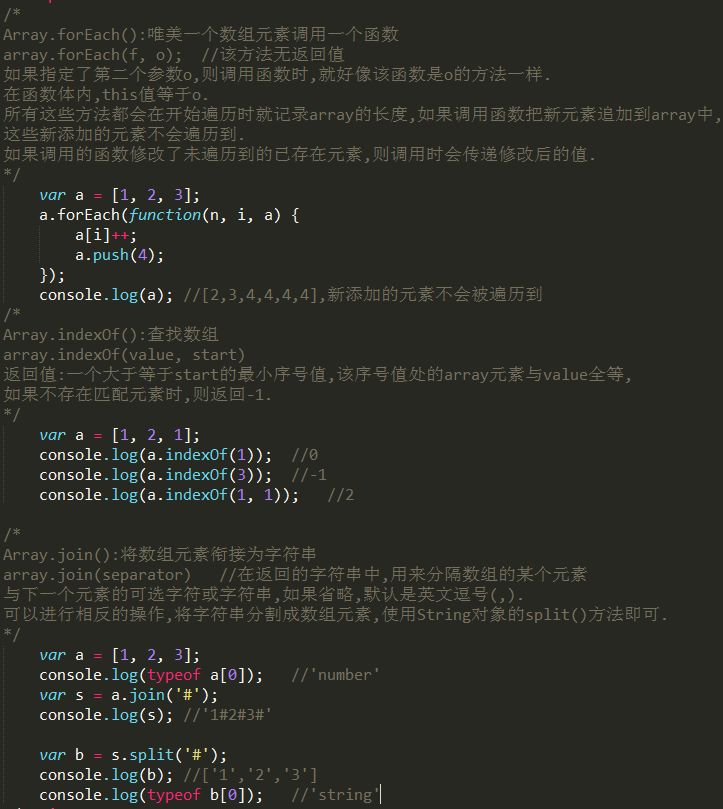 /*
Array.forEach():唯美一个数组元素调用一个函数
array.forEach(f, o);  //该方法无返回值
如果指定了第二个参数o,则调用函数时,就好像该函数是o的方法一样.
在函数体内,this值等于o.
所有这些方法都会在开始遍历时就记录array的长度,如果调用函数把新元素追加到array中,
这些新添加的元素不会遍历到.
如果调用的函数修改了未遍历到的已存在元素,则调用时会传递修改后的值.
*/
    var a = [1, 2, 3];
    a.forEach(function(n, i, a) {
        a[i]++;
        a.push(4);
    });
    console.log(a); //[2,3,4,4,4,4],新添加的元素不会被遍历到
/*
Array.indexOf():查找数组
array.indexOf(value, start)
返回值:一个大于等于start的最小序号值,该序号值处的array元素与value全等,
如果不存在匹配元素时,则返回-1.
*/
    var a = [1, 2, 1];
    console.log(a.indexOf(1));  //0
    console.log(a.indexOf(3));  //-1
    console.log(a.indexOf(1, 1));   //2
/*
Array.join():将数组元素衔接为字符串
array.join(separator)   //在返回的字符串中,用来分隔数组的某个元素
与下一个元素的可选字符或字符串,如果省略,默认是英文逗号(,).
可以进行相反的操作,将字符串分割成数组元素,使用String对象的split()方法即可.
*/
    var a = [1, 2, 3];
    console.log(typeof a[0]);   //'number'
    var s = a.join('#');
    console.log(s); //'1#2#3#'
    var b = s.split('#');
    console.log(b); //['1','2','3']
    console.log(typeof b[0]);   //'string'